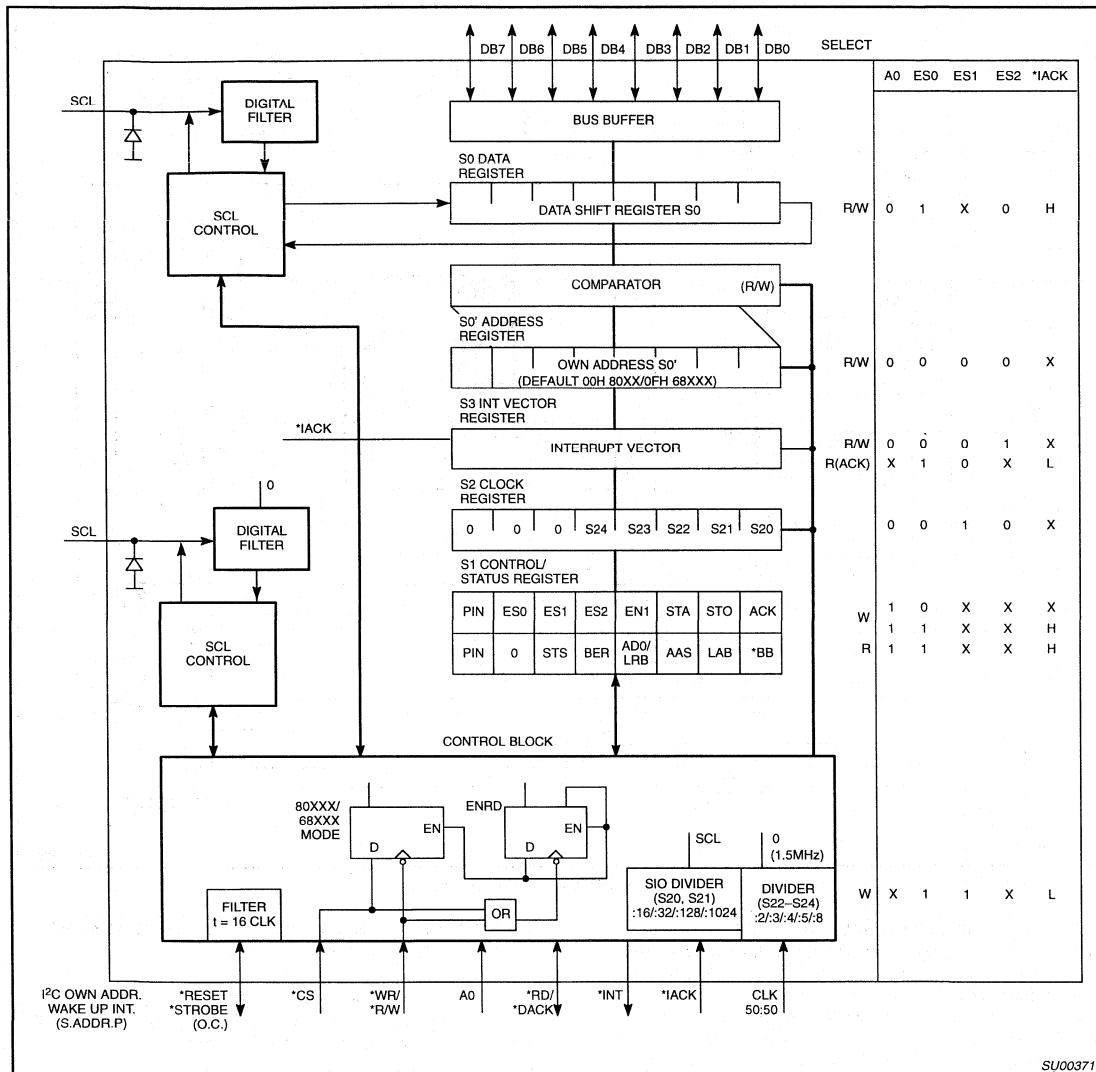 DB7 DB6 DB5 DB4 DB3 DB2 DB1 DB0
SELECT
A0 ES0 ES1 ES2 *IACK
SCL
DIGITAL
FILTER
BUS BUFFER
S0 DATA
REGISTER
SCL
CONTROL
DATA SHIFT REGISTER S0
R/W 0 1 X 0 H
COMPARATOR (R/W)
S0' ADDRESS
REGISTER
OWN ADDRESS S0'
(DEFAULT 00H 80XX/0FH 68XXX)
R/W 0 0 0 0 X
S3 INT VECTOR
REGISTER
*IACK
INTERRUPT VECTOR
R/W 0 0 0 1 X
R(ACK) X 1 0 X L
S2 CLOCK
REGISTER
0
SCL
DIGITAL
FILTER
0 0 0 S24 S23 S22 S21 S20
0 0 1 0 X
S1 CONTROL/
STATUS REGISTER
PIN ES0 ES1 ES2 EN1 STA STO ACK
PIN 0 STS BER AD0/
LRB AAS LAB *BB
SCL
CONTROL
W 1 0 X X X
1 1 X X H
R 1 1 X X H
CONTROL BLOCK
80XXX/
68XXX
MODE
EN
D
ENRD
EN
D
SCL
0
(1.5MHz)
FILTER
t = 16 CLK
OR
SIO DIVIDER
(S20, S21)
:16/:32/:128/:1024
DIVIDER
(S22–S24)
:2/:3/:4/:5/:8
W X 1 1 X L
I2C OWN ADDR.
WAKE UP INT.
(S.ADDR.P)
*RESET
*STROBE
(O.C.)
*CS
*WR/
*R/W
A0
*RD/
*DACK
*INT
*IACK
CLK
50:50
SU00371